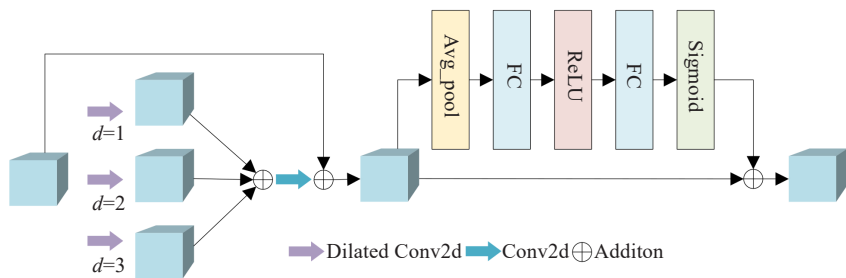 Avg_pool
FC
ReLU
FC
Sigmoid
d=1
d=2
d=3
Dilated Conv2d
Conv2d
Additon